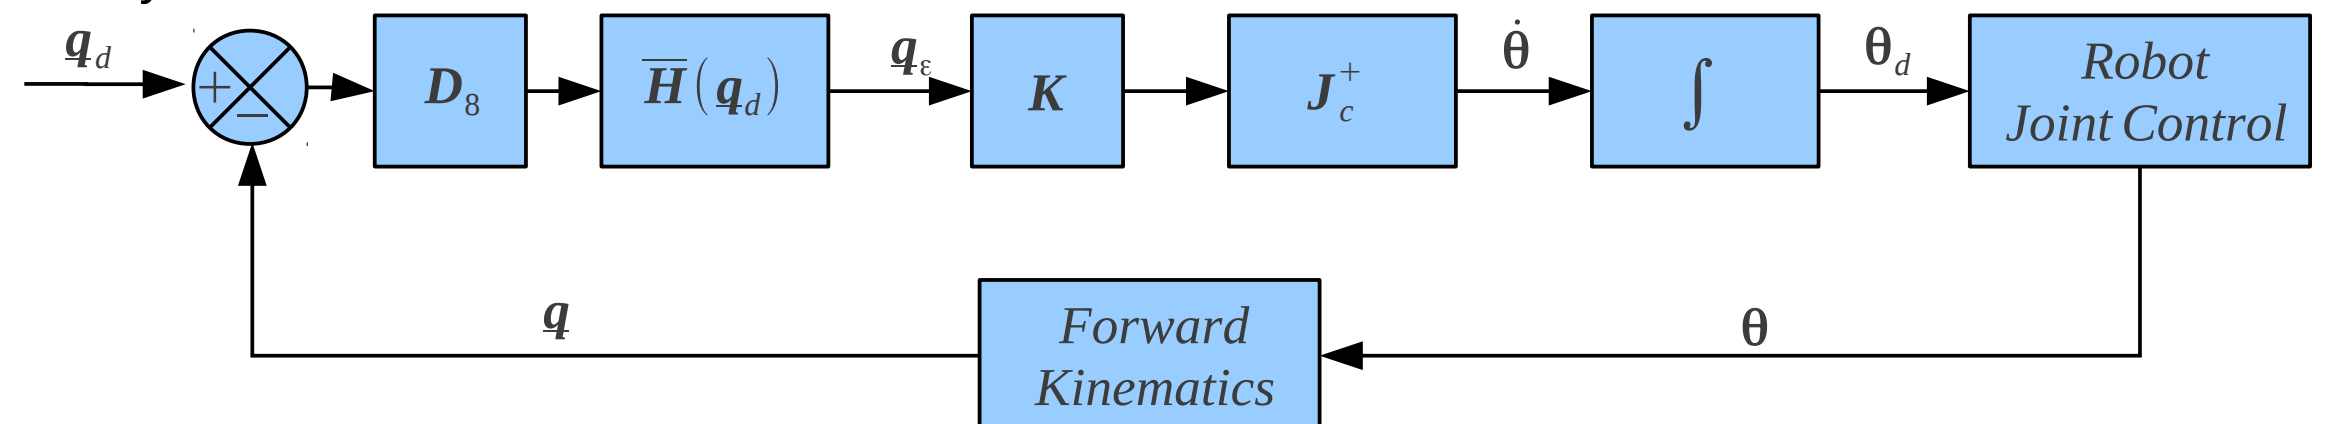 q_d
+
−
D_8
H̅(q_d)
q_ε
K
J_c^+
θ̇
∫
θ_d
Robot
Joint Control
q
Forward
Kinematics
θ